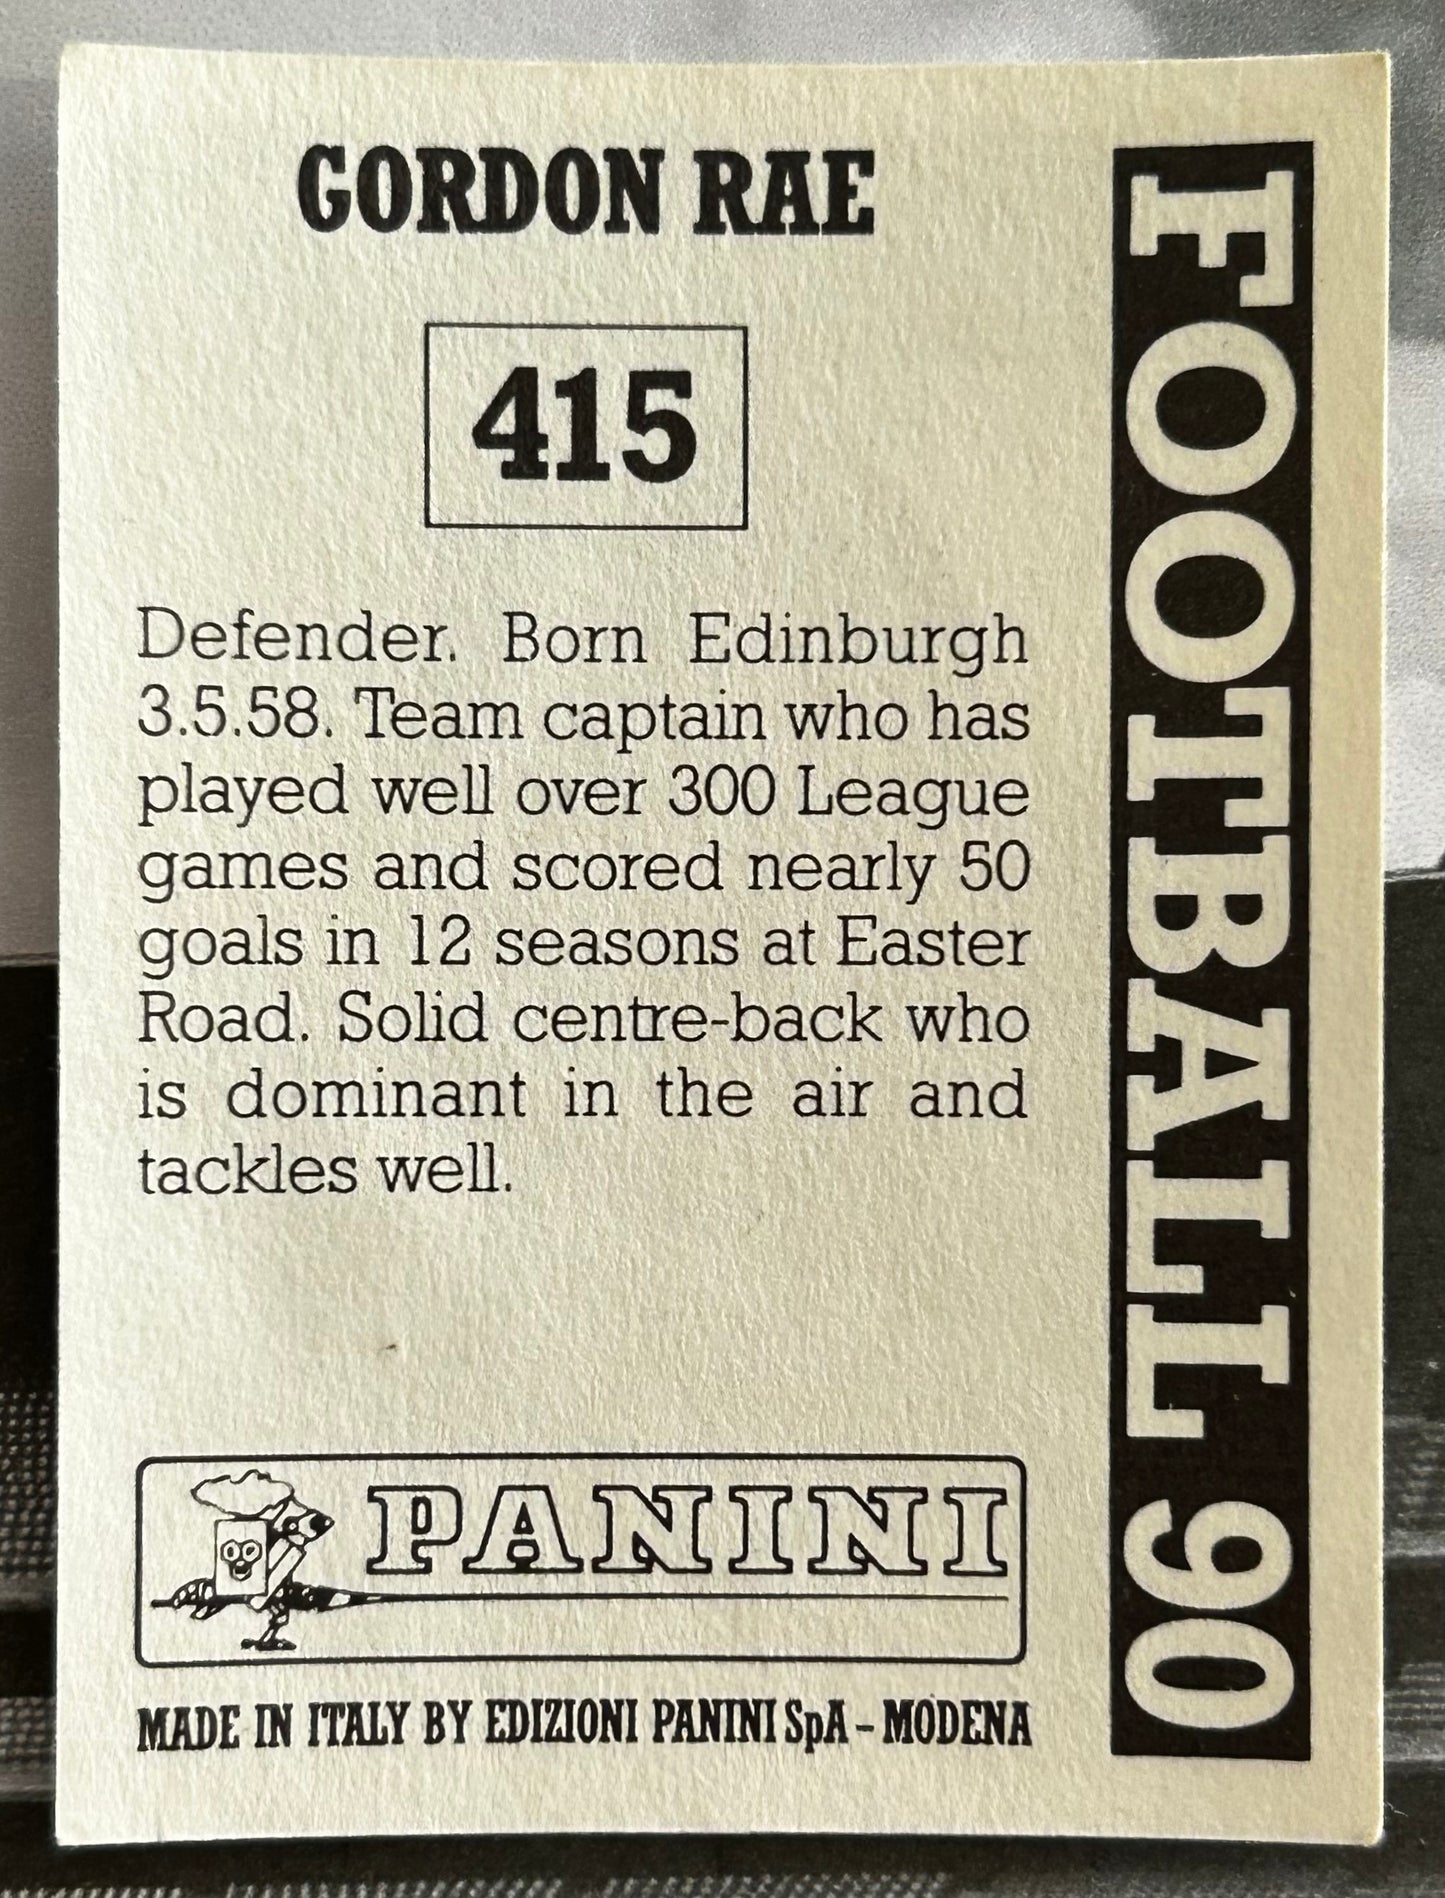 GORDON RAE
415
Defender. Born Edinburgh
3.5.58. Team captain who has
played well over 300 League
games and scored nearly 50
goals in 12 seasons at Easter
Road. Solid centre-back who
is dominant in the air and
tackles well.
PANINI
MADE IN ITALY BY EDIZIONI PANINI SpA - MODENA
FOOTBALL 90